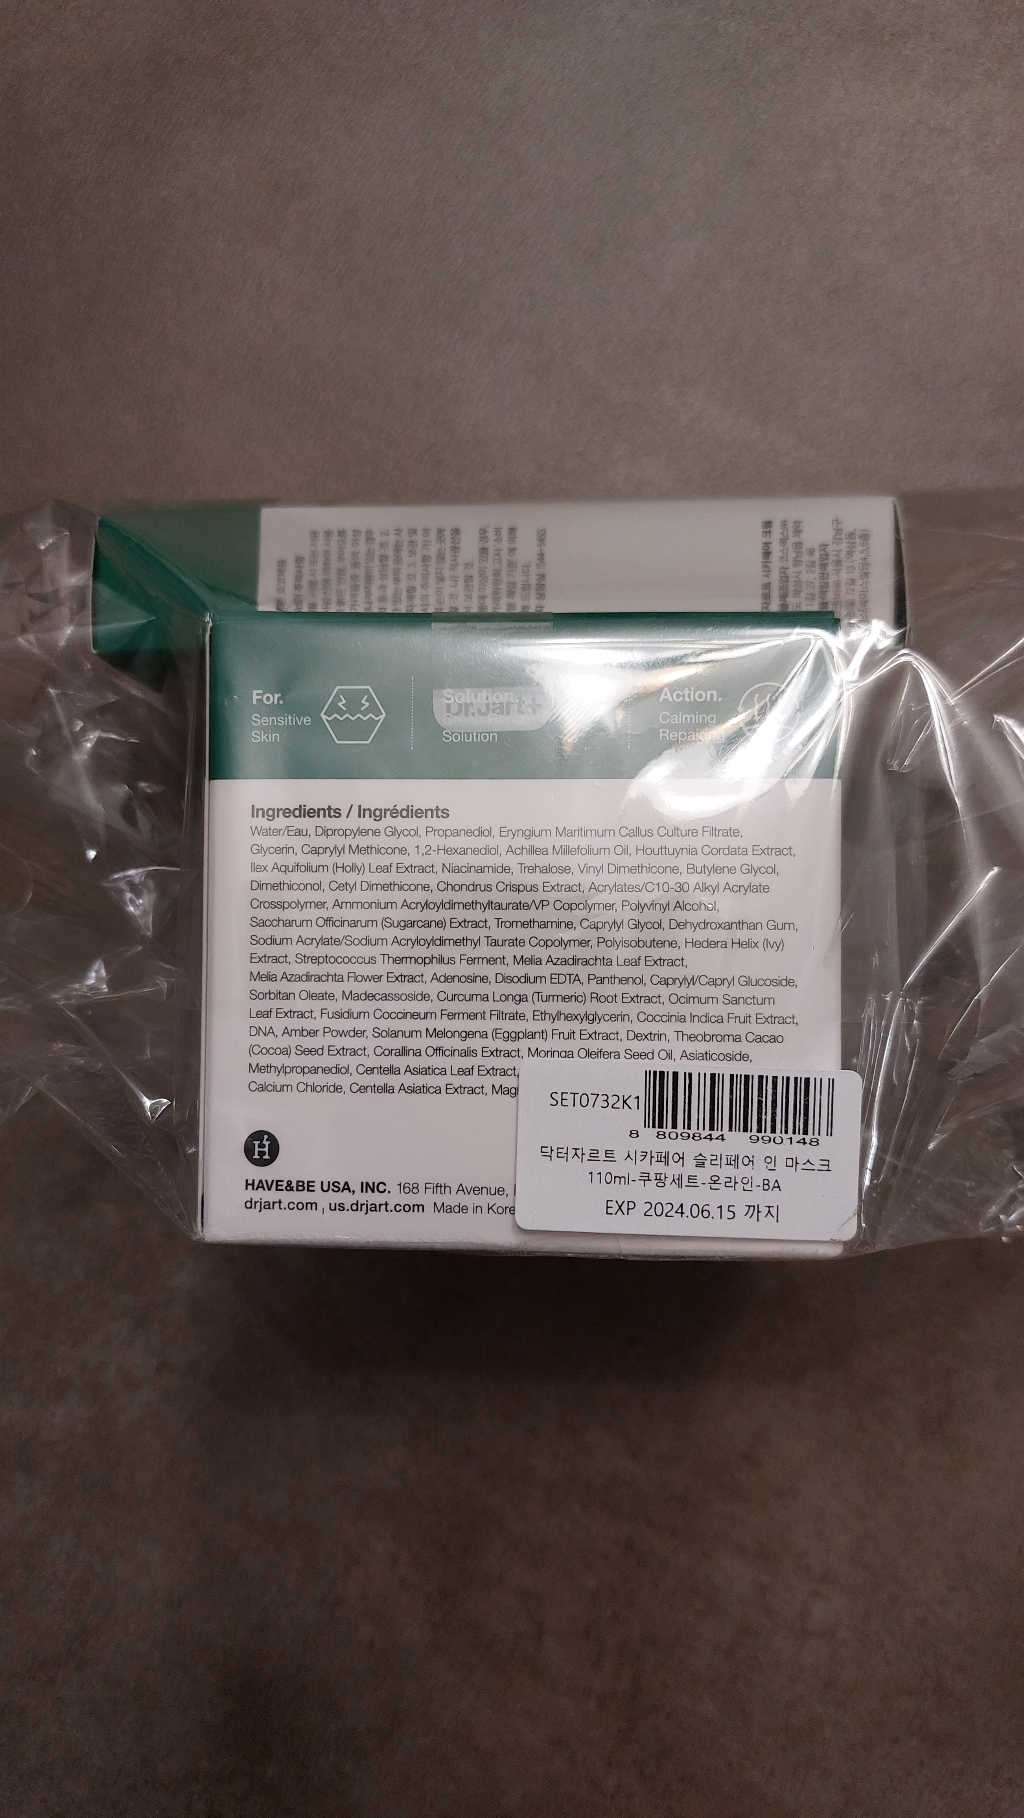 For.
Sensitive
Skin
Solution.
Dr.Jart+
Solution
Action.
Calming
Repairing
Ingredients / Ingrédients
Water/Eau, Dipropylene Glycol, Propanediol, Eryngium Maritimum Callus Culture Filtrate,
Glycerin, Caprylyl Methicone, 1,2-Hexanediol, Achillea Millefolium Oil, Houttuynia Cordata Extract,
Ilex Aquifolium (Holly) Leaf Extract, Niacinamide, Trehalose, Vinyl Dimethicone, Butylene Glycol,
Dimethiconol, Cetyl Dimethicone, Chondrus Crispus Extract, Acrylates/C10-30 Alkyl Acrylate
Crosspolymer, Ammonium Acryloyldimethyltaurate/VP Copolymer, Polyvinyl Alcohol,
Saccharum Officinarum (Sugarcane) Extract, Tromethamine, Caprylyl Glycol, Dehydroxanthan Gum,
Sodium Acrylate/Sodium Acryloyldimethyl Taurate Copolymer, Polyisobutene, Hedera Helix (Ivy)
Extract, Streptococcus Thermophilus Ferment, Melia Azadirachta Leaf Extract,
Melia Azadirachta Flower Extract, Adenosine, Disodium EDTA, Panthenol, Caprylyl/Capryl Glucoside,
Sorbitan Oleate, Madecassoside, Curcuma Longa (Turmeric) Root Extract, Ocimum Sanctum
Leaf Extract, Fusidium Coccineum Ferment Filtrate, Ethylhexylglycerin, Coccinia Indica Fruit Extract,
DNA, Amber Powder, Solanum Melongena (Eggplant) Fruit Extract, Dextrin, Theobroma Cacao
(Cocoa) Seed Extract, Corallina Officinalis Extract, Moringa Oleifera Seed Oil, Asiaticoside,
Methylpropanediol, Centella Asiatica Leaf Extract,
Calcium Chloride, Centella Asiatica Extract,
HAVE&BE USA, INC. 168 Fifth Avenue,
drjart.com , us.drjart.com Made in
SET0732K1
8 809844 990148
닥터자르트 시카페어 슬리페어 인 마스크
110ml-쿠팡세트-온라인-BA
EXP 2024.06.15 까지